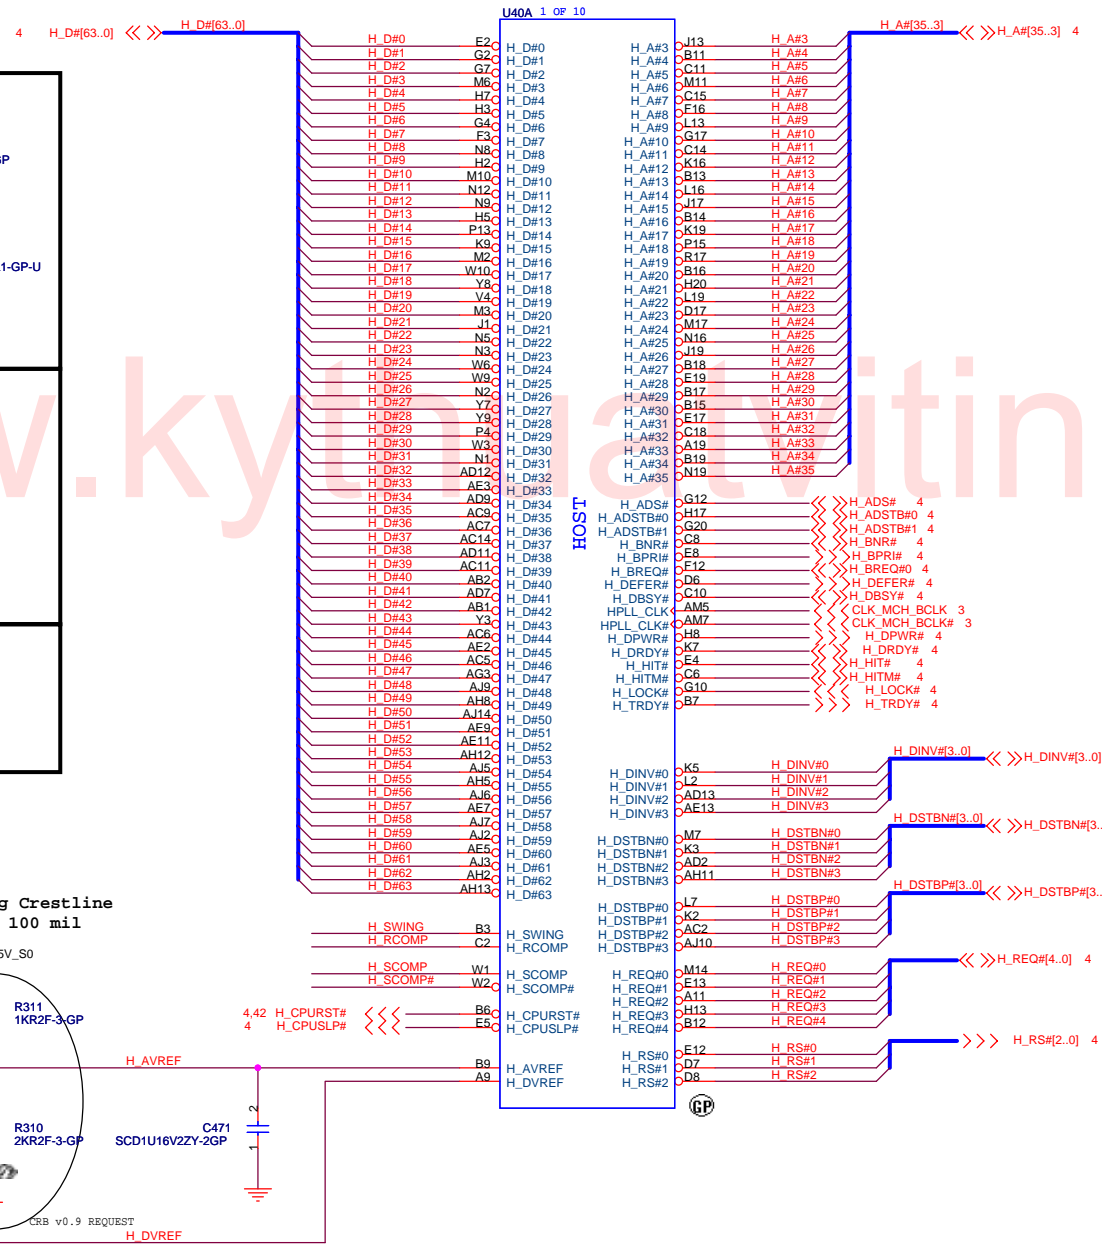 U40A 1 OF 10
4 H_D#[63..0] H_D#[63..0] H_A#[35..3] H_A#[35..3] 4
H_D#0 E2 H_D#0 H_A#3 J13 H_A#3
H_D#1 G2 H_D#1 H_A#4 B11 H_A#4
H_D#2 G7 H_D#2 H_A#5 C11 H_A#5
H_D#3 M6 H_D#3 H_A#6 M11 H_A#6
H_D#4 H7 H_D#4 H_A#7 C15 H_A#7
H_D#5 H3 H_D#5 H_A#8 F16 H_A#8
H_D#6 G4 H_D#6 H_A#9 L13 H_A#9
H_D#7 F3 H_D#7 H_A#10 G17 H_A#10
H_D#8 N8 H_D#8 H_A#11 C14 H_A#11
H_D#9 H2 H_D#9 H_A#12 K16 H_A#12
H_D#10 M10 H_D#10 H_A#13 B13 H_A#13
H_D#11 N12 H_D#11 H_A#14 L16 H_A#14
H_D#12 N9 H_D#12 H_A#15 J17 H_A#15
H_D#13 H5 H_D#13 H_A#16 B14 H_A#16
H_D#14 P13 H_D#14 H_A#17 K19 H_A#17
H_D#15 K9 H_D#15 H_A#18 P15 H_A#18
H_D#16 M2 H_D#16 H_A#19 R17 H_A#19
H_D#17 W10 H_D#17 H_A#20 B16 H_A#20
H_D#18 Y8 H_D#18 H_A#21 H20 H_A#21
H_D#19 V4 H_D#19 H_A#22 L19 H_A#22
H_D#20 M3 H_D#20 H_A#23 D17 H_A#23
H_D#21 J1 H_D#21 H_A#24 M17 H_A#24
H_D#22 N5 H_D#22 H_A#25 N16 H_A#25
H_D#23 N3 H_D#23 H_A#26 J19 H_A#26
H_D#24 W6 H_D#24 H_A#27 B18 H_A#27
H_D#25 W9 H_D#25 H_A#28 E19 H_A#28
H_D#26 N2 H_D#26 H_A#29 B17 H_A#29
H_D#27 Y7 H_D#27 H_A#30 B15 H_A#30
H_D#28 Y9 H_D#28 H_A#31 E17 H_A#31
H_D#29 P4 H_D#29 H_A#32 C18 H_A#32
H_D#30 W3 H_D#30 H_A#33 A19 H_A#33
H_D#31 N1 H_D#31 H_A#34 B19 H_A#34
H_D#32 AD12 H_D#32 H_A#35 N19 H_A#35
H_D#33 AE3 H_D#33
H_D#34 AD9 H_D#34 H_ADS# G12 H_ADS# 4
H_D#35 AC9 H_D#35 H_ADSTB#0 H17 H_ADSTB#0 4
H_D#36 AC7 H_D#36 H_ADSTB#1 G20 H_ADSTB#1 4
H_D#37 AC14 H_D#37 H_BNR# C8 H_BNR# 4
H_D#38 AD11 H_D#38 H_BPRI# E8 H_BPRI# 4
H_D#39 AC11 H_D#39 H_BREQ# F12 H_BREQ#0 4
H_D#40 AB2 H_D#40 H_DEFER# D6 H_DEFER# 4
H_D#41 AD7 H_D#41 H_DBSY# C10 H_DBSY# 4
H_D#42 AB1 H_D#42 HPLL_CLK AM5 CLK_MCH_BCLK 3
H_D#43 Y3 H_D#43 HPLL_CLK# AM7 CLK_MCH_BCLK# 3
H_D#44 AC6 H_D#44 H_DPWR# H8 H_DPWR# 4
H_D#45 AE2 H_D#45 H_DRDY# K7 H_DRDY# 4
H_D#46 AC5 H_D#46 H_HIT# E4 H_HIT# 4
H_D#47 AG3 H_D#47 H_HITM# C6 H_HITM# 4
H_D#48 AJ9 H_D#48 H_LOCK# G10 H_LOCK# 4
H_D#49 AH8 H_D#49 H_TRDY# B7 H_TRDY# 4
H_D#50 AJ14 H_D#50
H_D#51 AE9 H_D#51
H_D#52 AE11 H_D#52 H_DINV#[3..0] H_DINV#[3..0]
H_D#53 AH12 H_D#53
H_D#54 AJ5 H_D#54 H_DINV#0 K5 H_DINV#0
H_D#55 AH5 H_D#55 H_DINV#1 L2 H_DINV#1
H_D#56 AJ6 H_D#56 H_DINV#2 AD13 H_DINV#2
H_D#57 AE7 H_D#57 H_DINV#3 AE13 H_DINV#3
H_D#58 AJ7 H_D#58 H_DSTBN#[3..0] H_DSTBN#[3..
H_D#59 AJ2 H_D#59 H_DSTBN#0 M7 H_DSTBN#0
H_D#60 AE5 H_D#60 H_DSTBN#1 K3 H_DSTBN#1
H_D#61 AJ3 H_D#61 H_DSTBN#2 AD2 H_DSTBN#2
H_D#62 AH2 H_D#62 H_DSTBN#3 AH11 H_DSTBN#3
H_D#63 AH13 H_D#63 H_DSTBP#[3..0] H_DSTBP#[3..
H_DSTBP#0 L7 H_DSTBP#0
H_DSTBP#1 K2 H_DSTBP#1
H_SWING B3 H_SWING H_DSTBP#2 AC2 H_DSTBP#2
H_RCOMP C2 H_RCOMP H_DSTBP#3 AJ10 H_DSTBP#3
H_REQ#[4..0] 4
H_SCOMP W1 H_SCOMP H_REQ#0 M14 H_REQ#0
H_SCOMP# W2 H_SCOMP# H_REQ#1 E13 H_REQ#1
H_REQ#2 A11 H_REQ#2
4,42 H_CPURST# B6 H_CPURST# H_REQ#3 H13 H_REQ#3
4 H_CPUSLP# E5 H_CPUSLP# H_REQ#4 B12 H_REQ#4
H_RS#[2..0] 4
H_RS#0 E12 H_RS#0
H_AVREF B9 H_AVREF H_RS#1 D7 H_RS#1
A9 H_DVREF H_RS#2 D8 H_RS#2
HOST
GP
GP
1-GP-U
w.kythuatvitin
g Crestline
100 mil
5V_S0
R311
1KR2F-3-GP
R310
2KR2F-3-GP
C471
SCD1U16V2ZY-2GP
2
1
CRB v0.9 REQUEST
H_DVREF